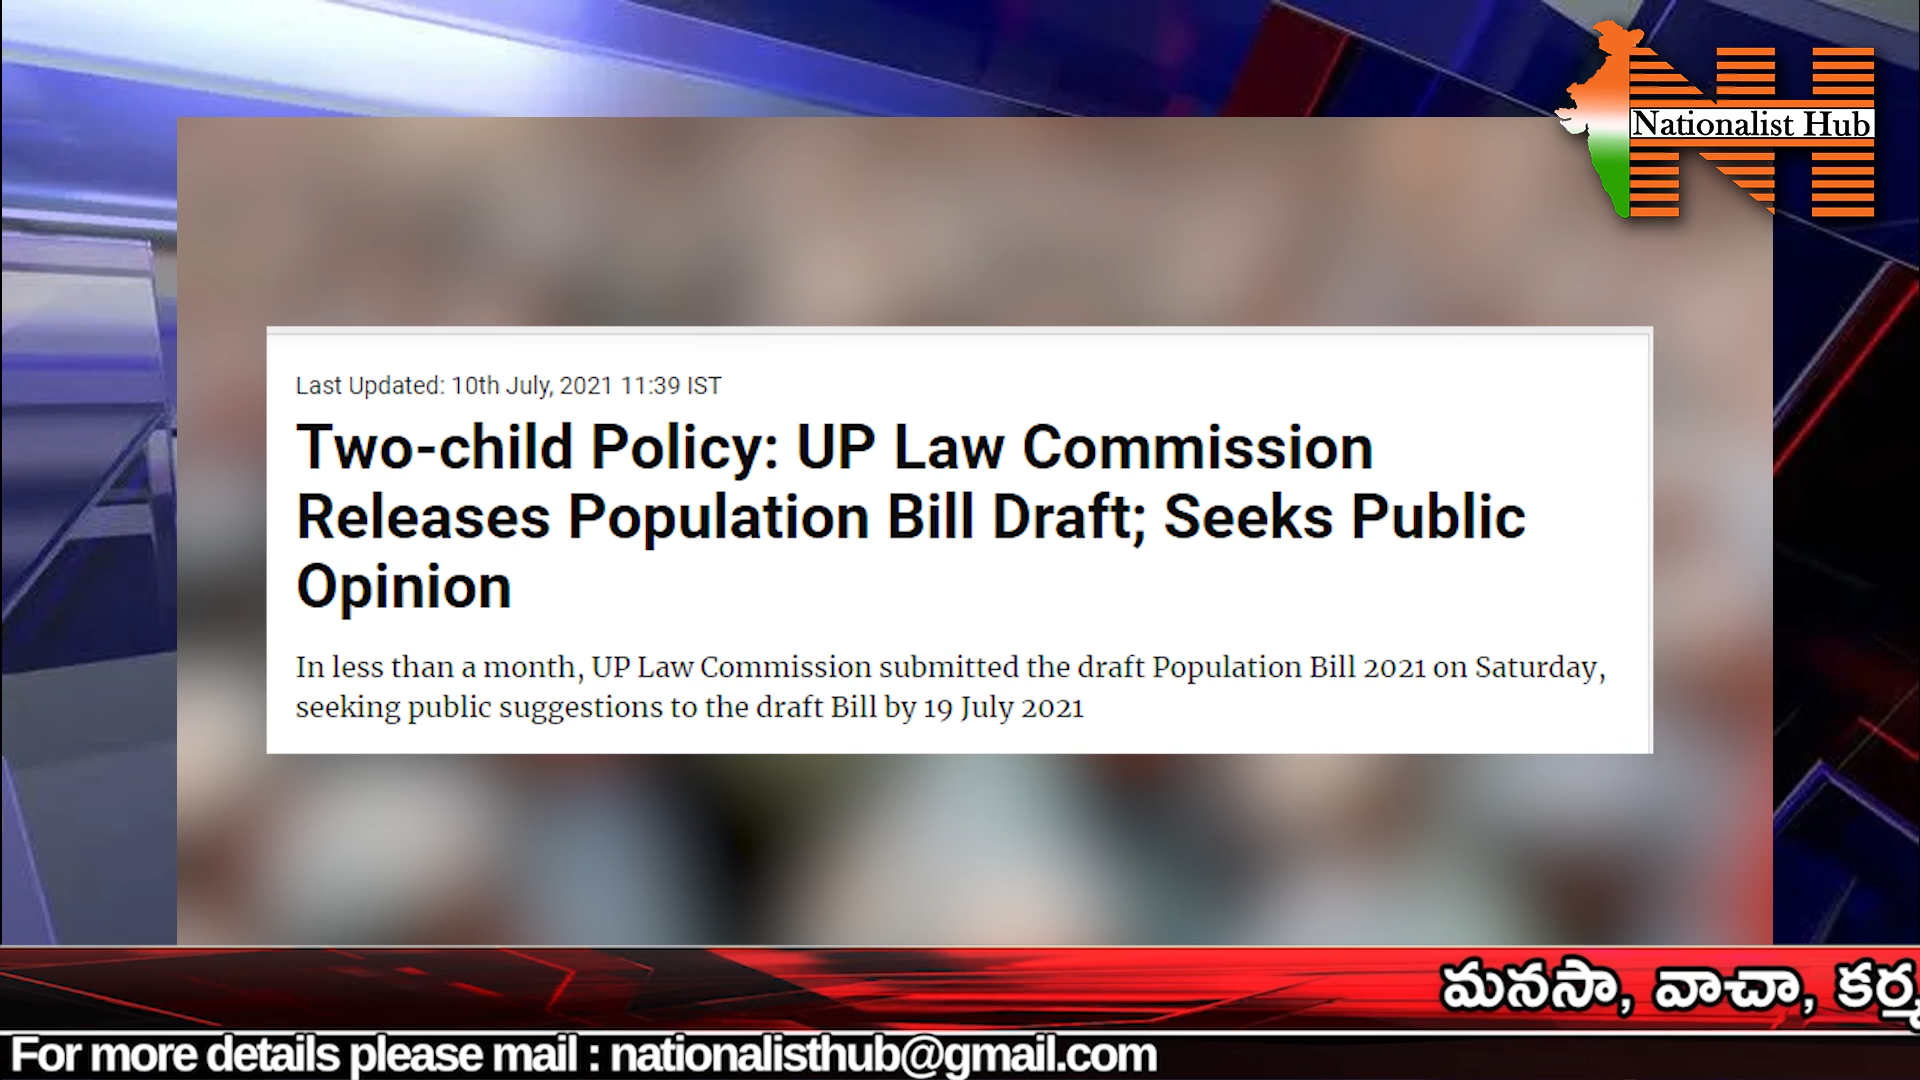 Nationalist Hub
Last Updated: 10th July, 2021 11:39 IST
Two-child Policy: UP Law Commission
Releases Population Bill Draft; Seeks Public
Opinion
In less than a month, UP Law Commission submitted the draft Population Bill 2021 on Saturday,
seeking public suggestions to the draft Bill by 19 July 2021
మనసా, వాచా, కర్మ
For more details please mail : nationalisthub@gmail.com